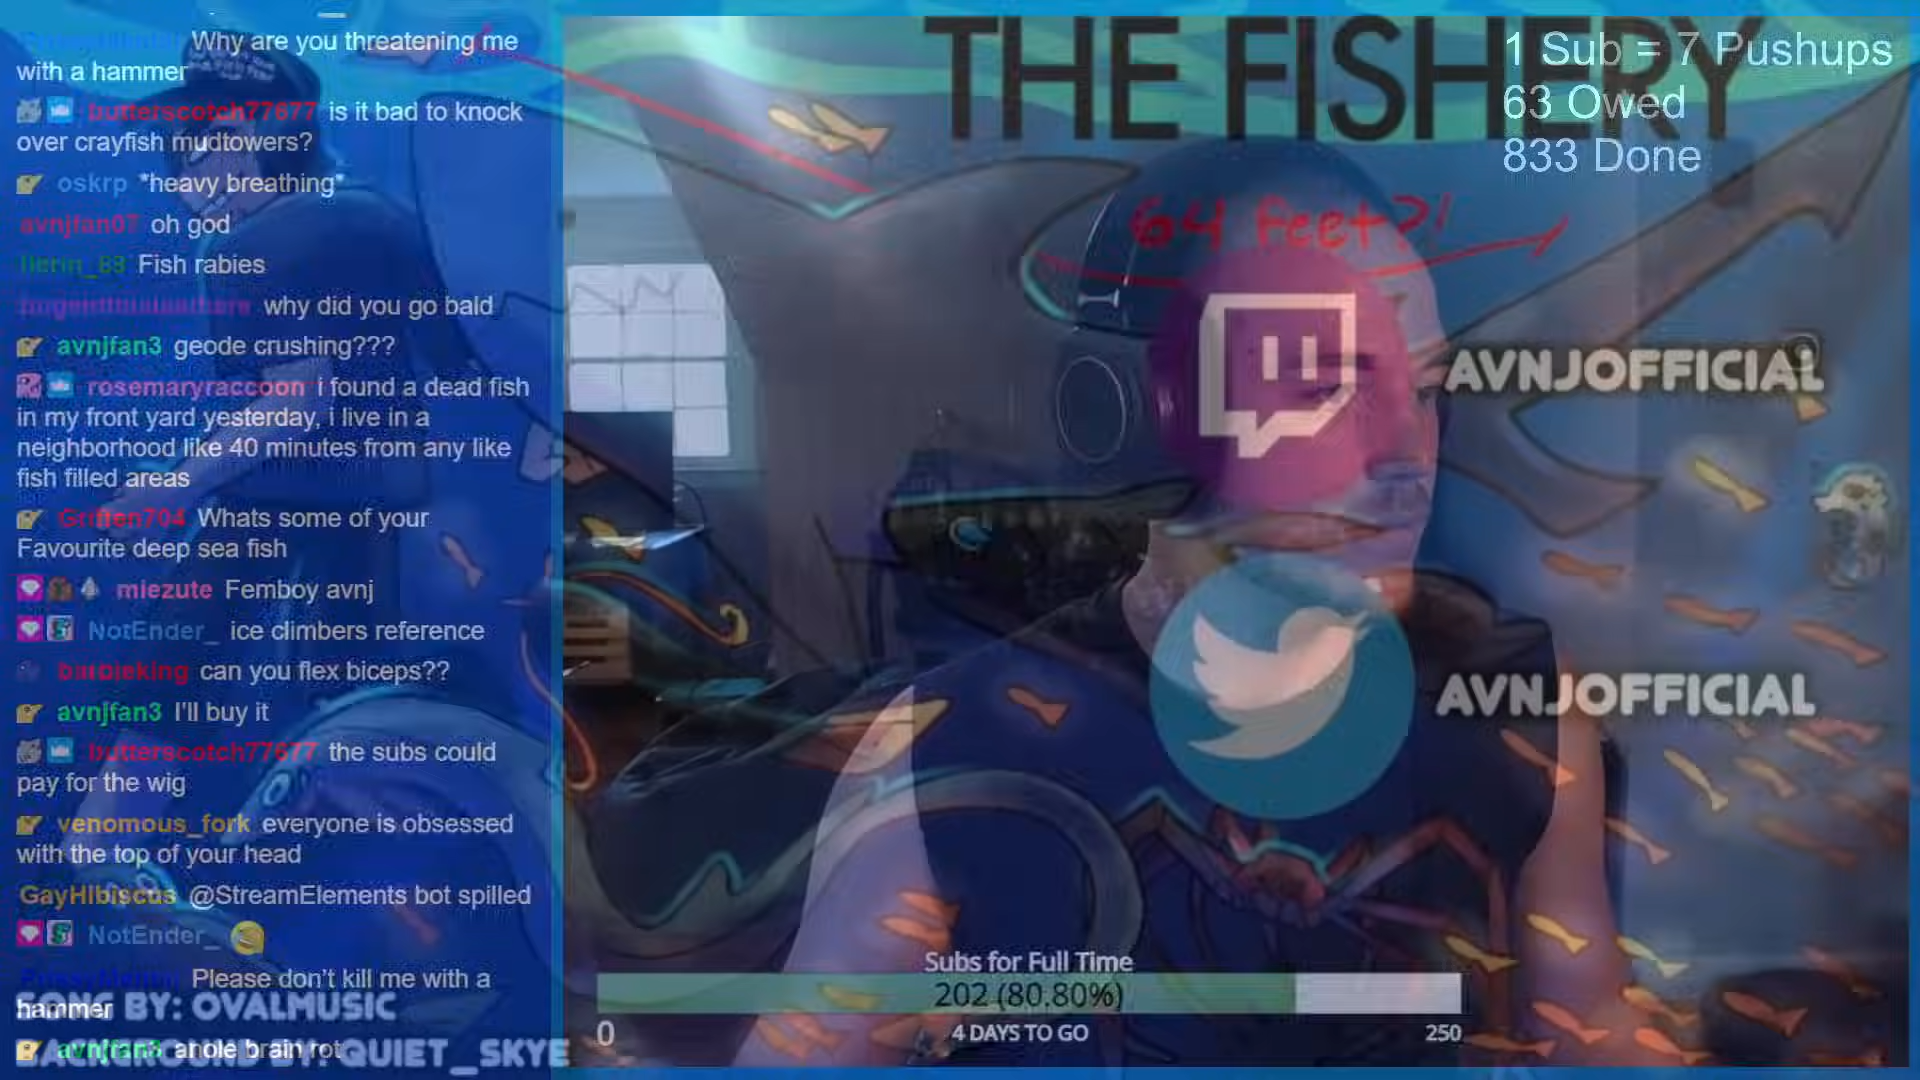 Why are you threatening me
with a hammer
butterscotch77677 is it bad to knock
over crayfish mudtowers?
oskrp *heavy breathing*
avnjfan07 oh god
Fish rabies
why did you go bald
avnjfan3 geode crushing???
rosemaryraccoon i found a dead fish
in my front yard yesterday, i live in a
neighborhood like 40 minutes from any like
fish filled areas
Griffen704 Whats some of your
Favourite deep sea fish
miezute Femboy avnj
NotEnder_ ice climbers reference
barbieking can you flex biceps??
avnjfan3 I'll buy it
butterscotch77677 the subs could
pay for the wig
venomous_fork everyone is obsessed
with the top of your head
GayHIbiscus @StreamElements bot spilled
NotEnder_
Please don't kill me with a
hammer
SONG BY: OVALMUSIC
avnjfan3 anole brain rot
BACKGROUND BY: QUIET_SKYE
THE FISHERY
1 Sub = 7 Pushups
63 Owed
833 Done
64 feet?!
AVNJOFFICIAL
AVNJOFFICIAL
Subs for Full Time
202 (80.80%)
0
4 DAYS TO GO
250